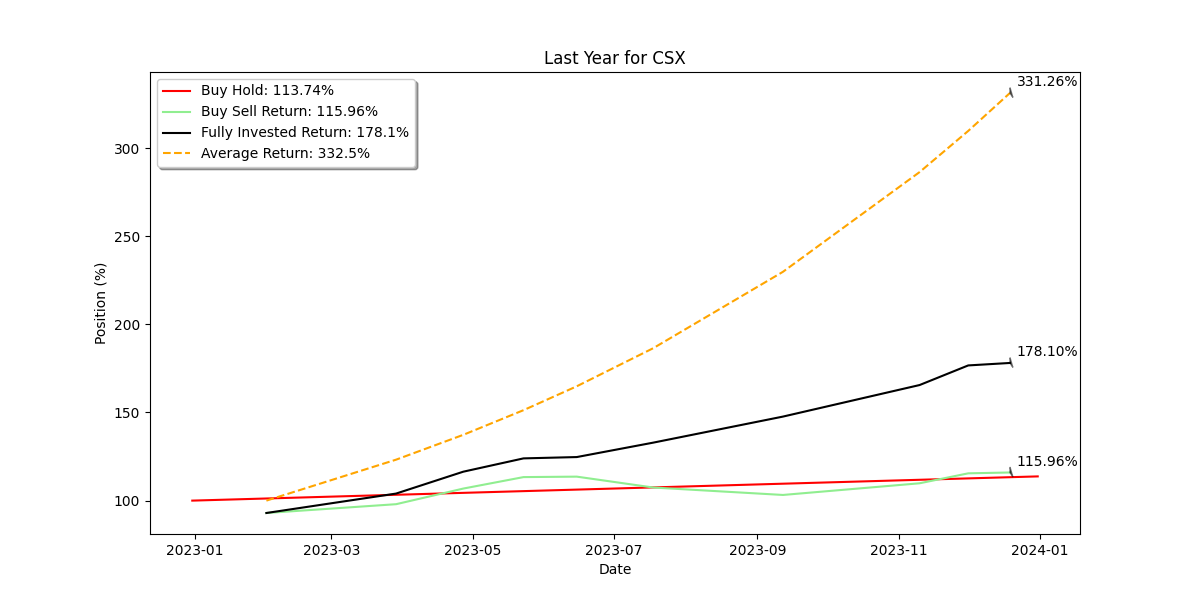 Last Year for CSX
331.26%
Buy Hold: 113.74%
Buy Sell Return: 115.96%
Fully Invested Return: 178.1%
Average Return: 332.5%
300
250
Position (%)
200
178.10%
150
115.96%
100
2023-01 2023-03 2023-05 2023-07 2023-09 2023-11 2024-01
Date